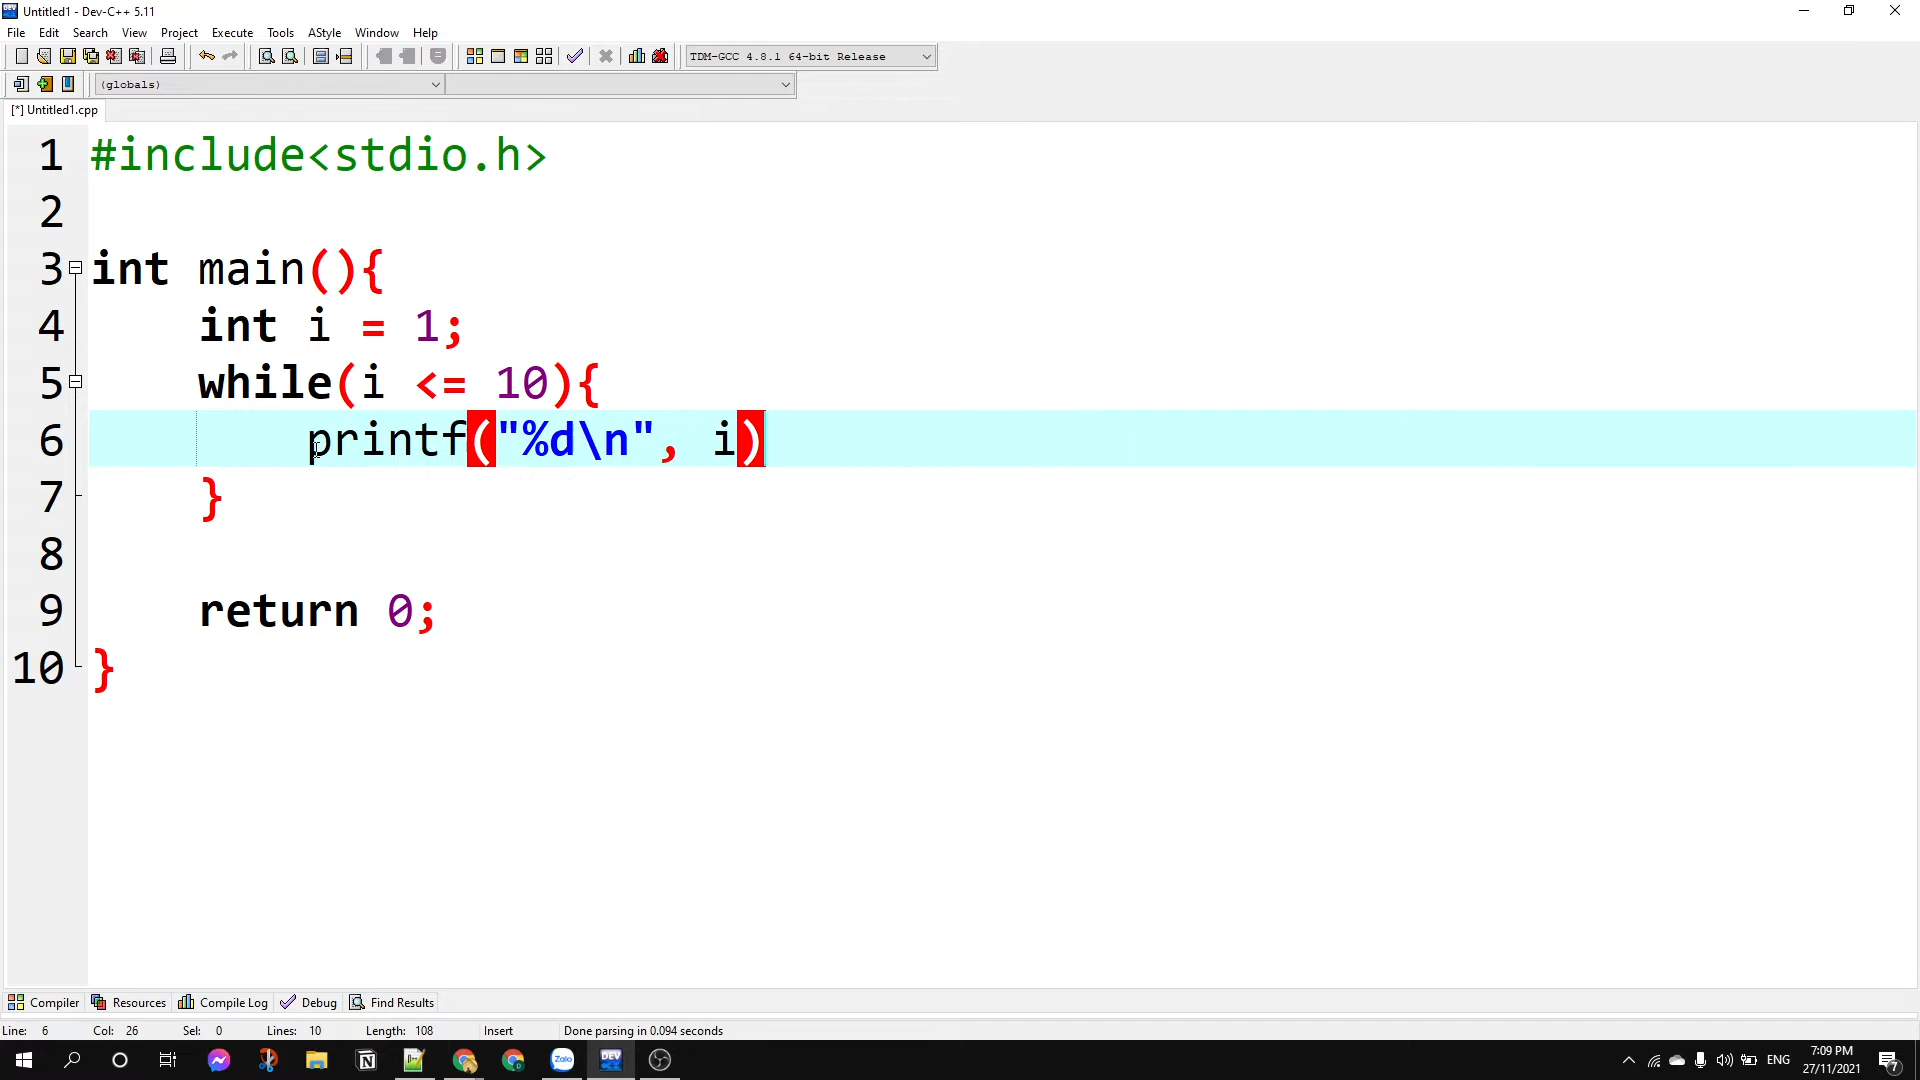 Untitled1 - Dev-C++ 5.11
File Edit Search View Project Execute Tools AStyle Window Help
TDM-GCC 4.8.1 64-bit Release
(globals)
[*] Untitled1.cpp
1 #include<stdio.h>
2
3 int main(){
4 int i = 1;
5 while(i <= 10){
6 printf("%d\n", i)
7 }
8
9 return 0;
10 }
Compiler Resources Compile Log Debug Find Results
Line: 6 Col: 26 Sel: 0 Lines: 10 Length: 108 Insert Done parsing in 0.094 seconds
N Zalo DEV C++ ENG 7:09 PM 7
27/11/2021